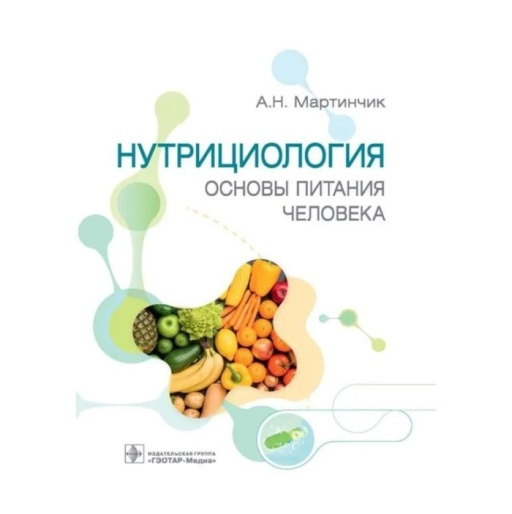 А.Н. Мартинчик
НУТРИЦИОЛОГИЯ
ОСНОВЫ ПИТАНИЯ
ЧЕЛОВЕКА
ИЗДАТЕЛЬСКАЯ ГРУППА
«ГЭОТАР-Медиа»